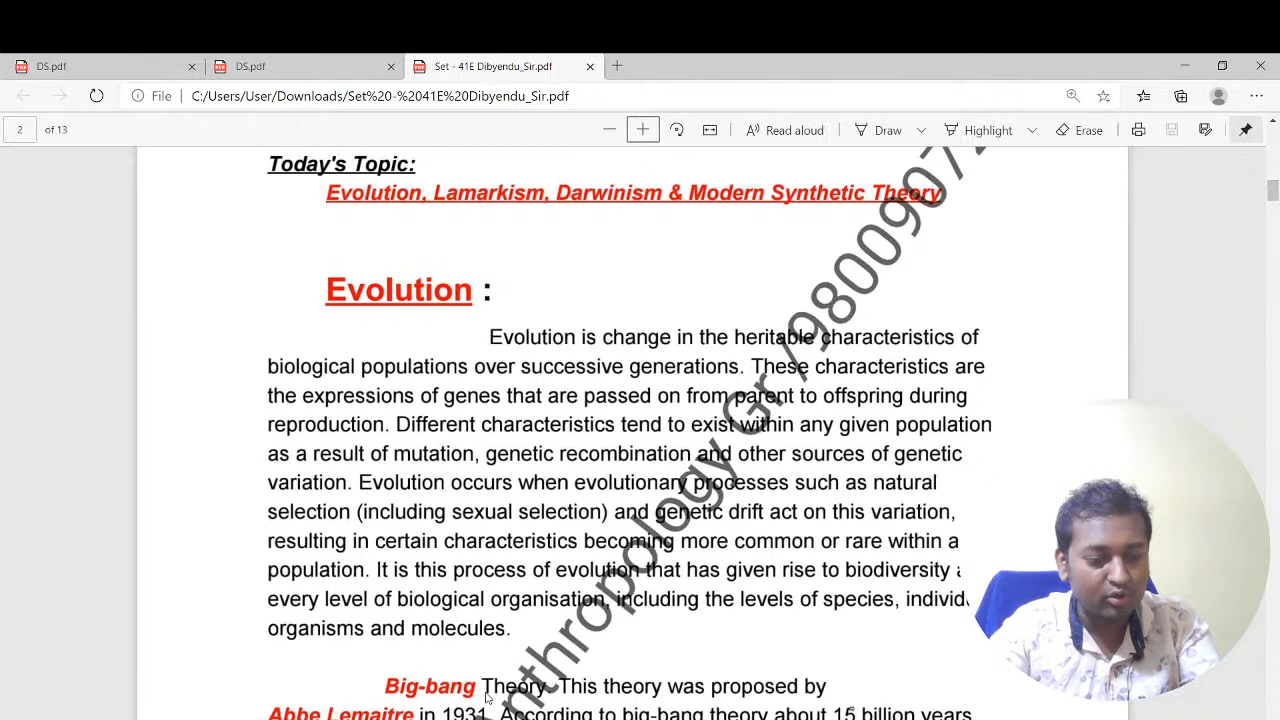 DS.pdf
DS.pdf
Set - 41E Dibyendu_Sir.pdf
File C:/Users/User/Downloads/Set%20-%2041E%20Dibyendu_Sir.pdf
2 of 13
Read aloud
Draw
Highlight
Erase
Today's Topic:
Evolution, Lamarkism, Darwinism & Modern Synthetic Theory
Evolution :
Evolution is change in the heritable characteristics of
biological populations over successive generations. These characteristics are
the expressions of genes that are passed on from parent to offspring during
reproduction. Different characteristics tend to exist within any given population
as a result of mutation, genetic recombination and other sources of genetic
variation. Evolution occurs when evolutionary processes such as natural
selection (including sexual selection) and genetic drift act on this variation,
resulting in certain characteristics becoming more common or rare within a
population. It is this process of evolution that has given rise to biodiversity
every level of biological organisation, including the levels of species,
organisms and molecules.
Big-bang Theory. This theory was proposed by
Abbe Lemaitre in 1931. According to big-bang theory about 15 billion years
Anthropology Gr / 9800907